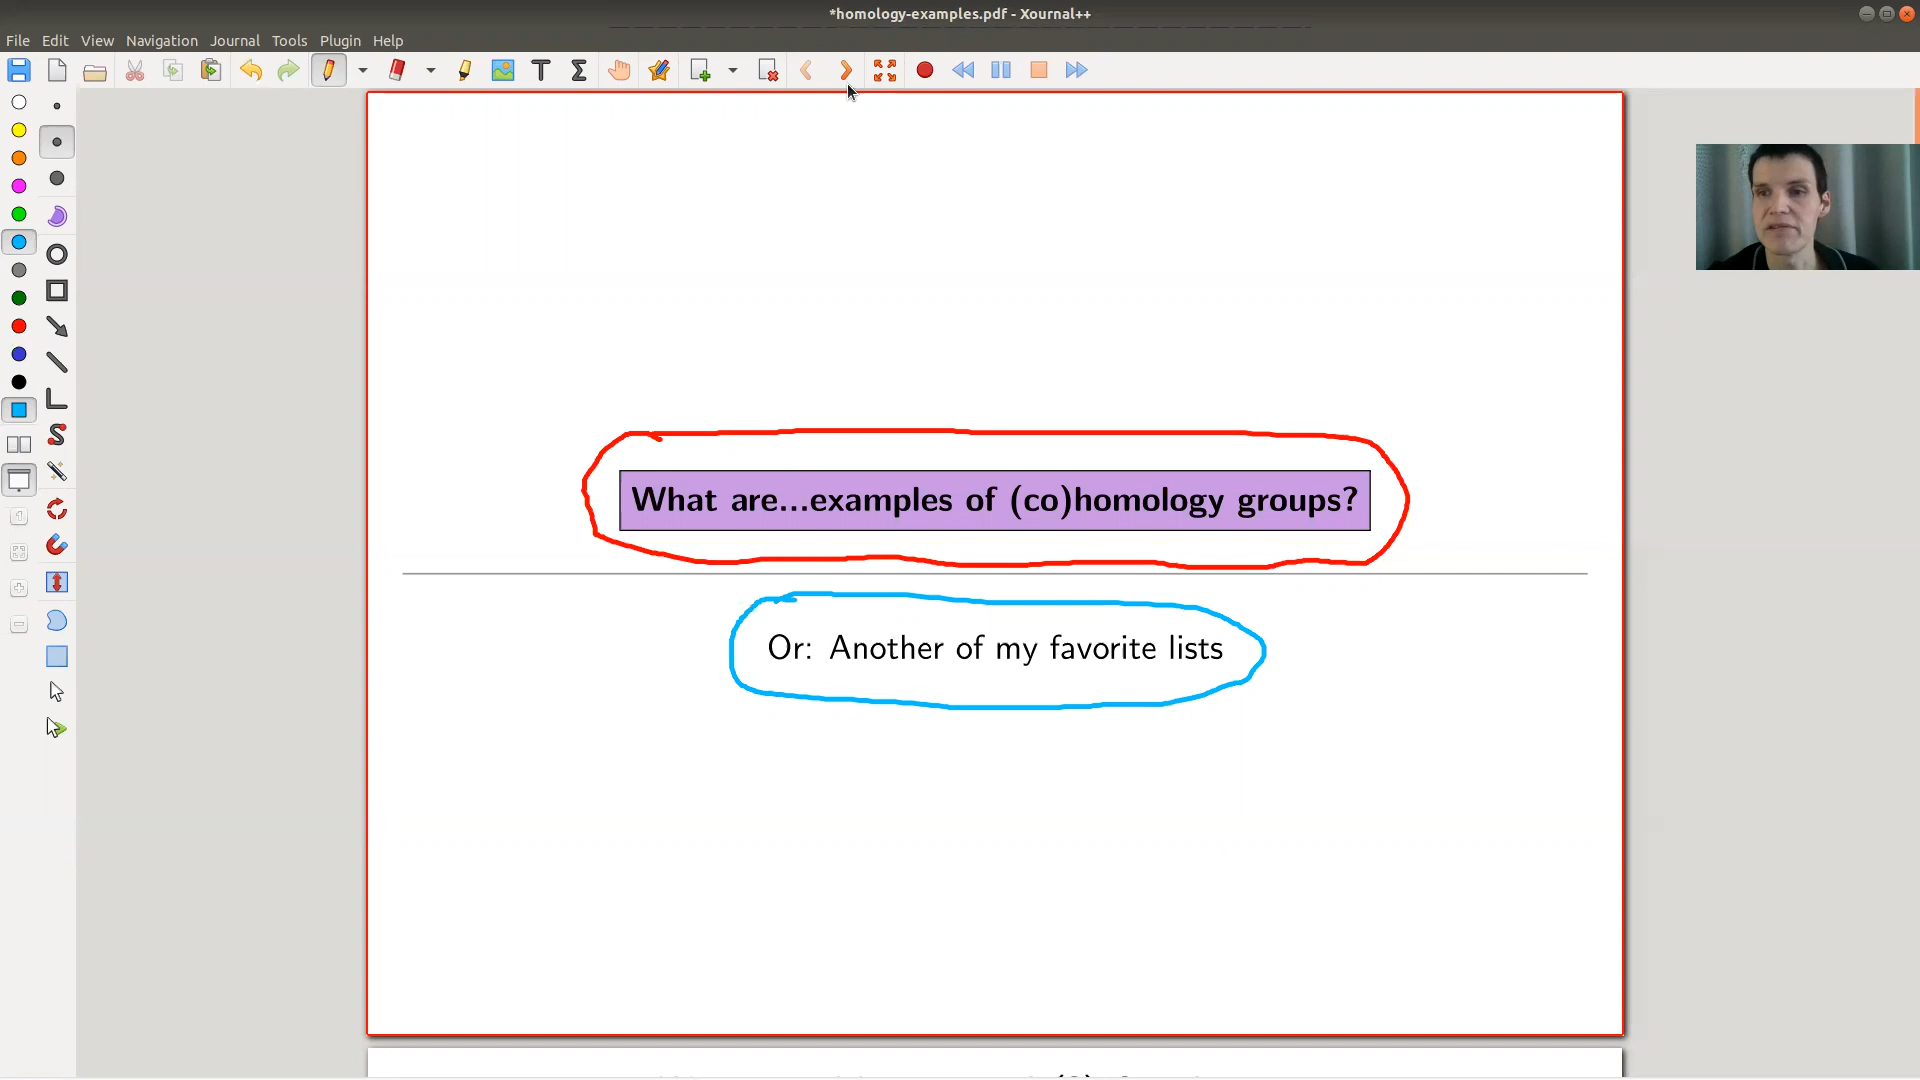 *homology-examples.pdf - Xournal++
File Edit View Navigation Journal Tools Plugin Help
What are...examples of (co)homology groups?
Or: Another of my favorite lists